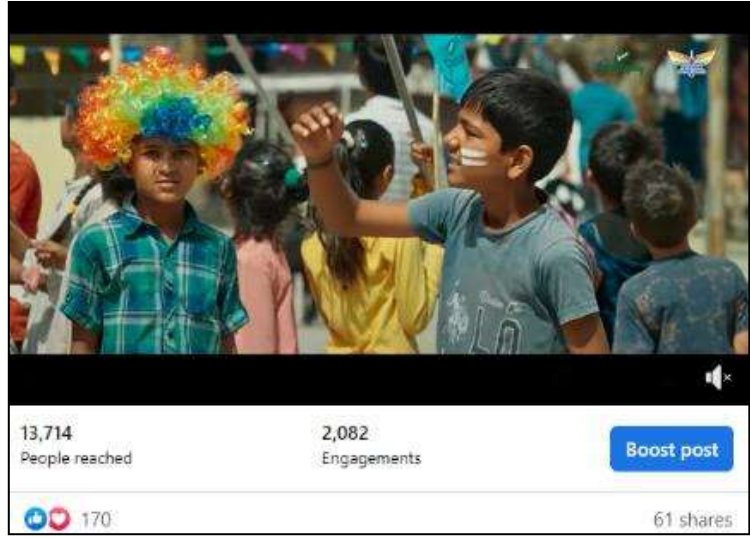 13,714
People reached
2,082
Engagements
Boost post
170
61 shares